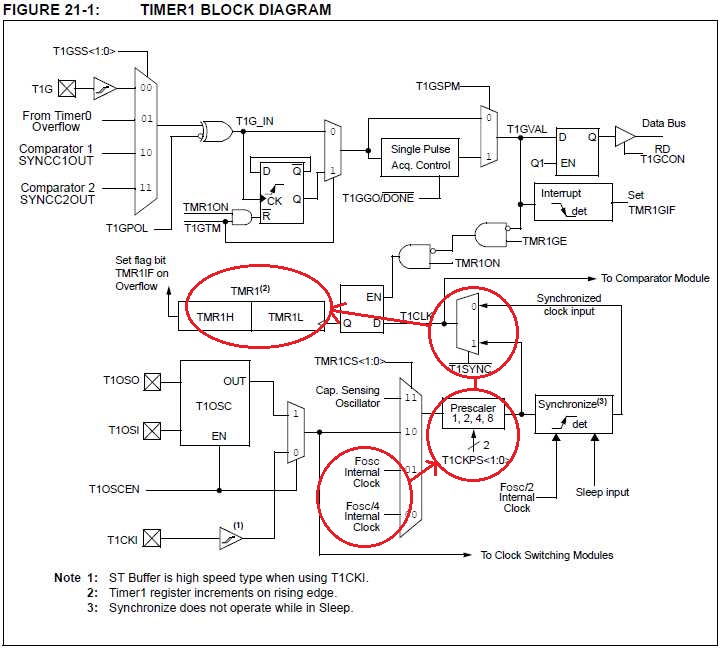 FIGURE 21-1: TIMER1 BLOCK DIAGRAM
T1GSS<1:0>
T1G
00
From Timer0
Overflow
01
Comparator 1
SYNCC1OUT
10
Comparator 2
SYNCC2OUT
11
T1GPOL
T1G_IN
0
1
D
Q
CK
Q
R
TMR1ON
T1GTM
T1GSPM
0
1
Single Pulse
Acq. Control
T1GGO/DONE
T1GVAL
D
Q
Q1
EN
Data Bus
RD
T1GCON
Interrupt
det
Set
TMR1GIF
TMR1GE
TMR1ON
Set flag bit
TMR1IF on
Overflow
TMR1(2)
TMR1H
TMR1L
EN
Q
D
T1CLK
To Comparator Module
0
1
Synchronized
clock input
T1SYNC
TMR1CS<1:0>
T1OSO
T1OSI
OUT
T1OSC
EN
T1OSCEN
T1CKI
(1)
1
0
Cap. Sensing
Oscillator
11
10
Fosc
Internal
Clock
01
Fosc/4
Internal
Clock
00
Prescaler
1, 2, 4, 8
2
T1CKPS<1:0>
Synchronize(3)
det
Fosc/2
Internal
Clock
Sleep input
To Clock Switching Modules
Note 1: ST Buffer is high speed type when using T1CKI.
2: Timer1 register increments on rising edge.
3: Synchronize does not operate while in Sleep.